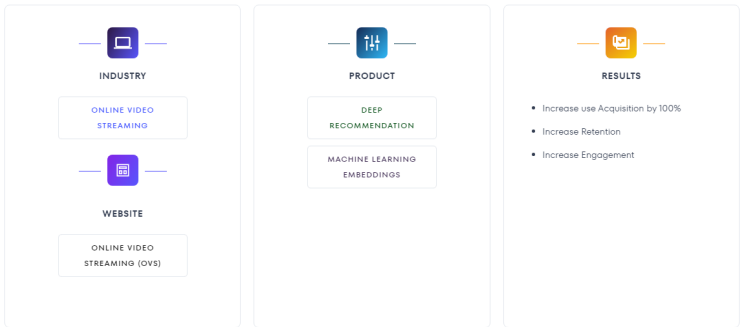 INDUSTRY
ONLINE VIDEO
STREAMING
WEBSITE
ONLINE VIDEO
STREAMING (OVS)
PRODUCT
DEEP
RECOMMENDATION
MACHINE LEARNING
EMBEDDINGS
RESULTS
Increase use Acquisition by 100%
Increase Retention
Increase Engagement